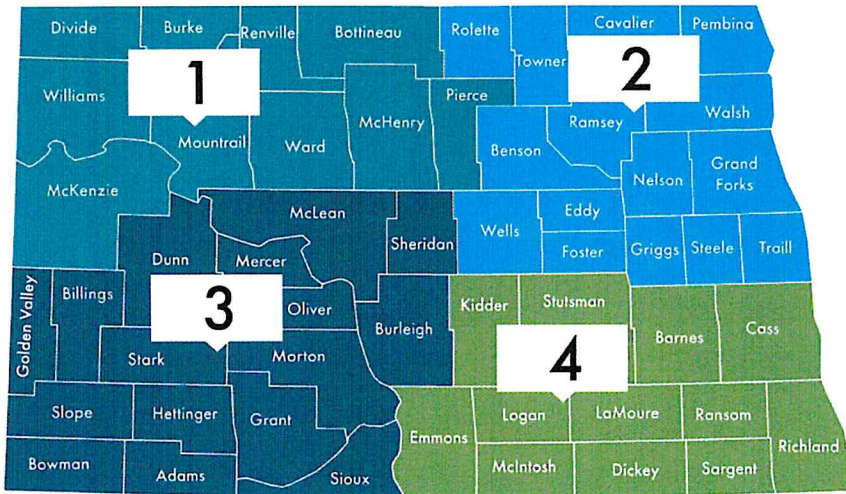 Divide
Burke
Renville
Bottineau
Rolette
Towner
Cavalier
Pembina
Williams
1
Mountrail
Ward
McHenry
Pierce
2
Ramsey
Walsh
Benson
McKenzie
Nelson
Grand
Forks
McLean
Sheridan
Wells
Eddy
Foster
Griggs
Steele
Traill
Dunn
Mercer
Golden Valley
Billings
3
Oliver
Burleigh
Kidder
Stutsman
Barnes
Cass
Stark
Morton
4
Slope
Hettinger
Grant
Emmons
Logan
LaMoure
Ransom
Richland
Bowman
Adams
Sioux
McIntosh
Dickey
Sargent